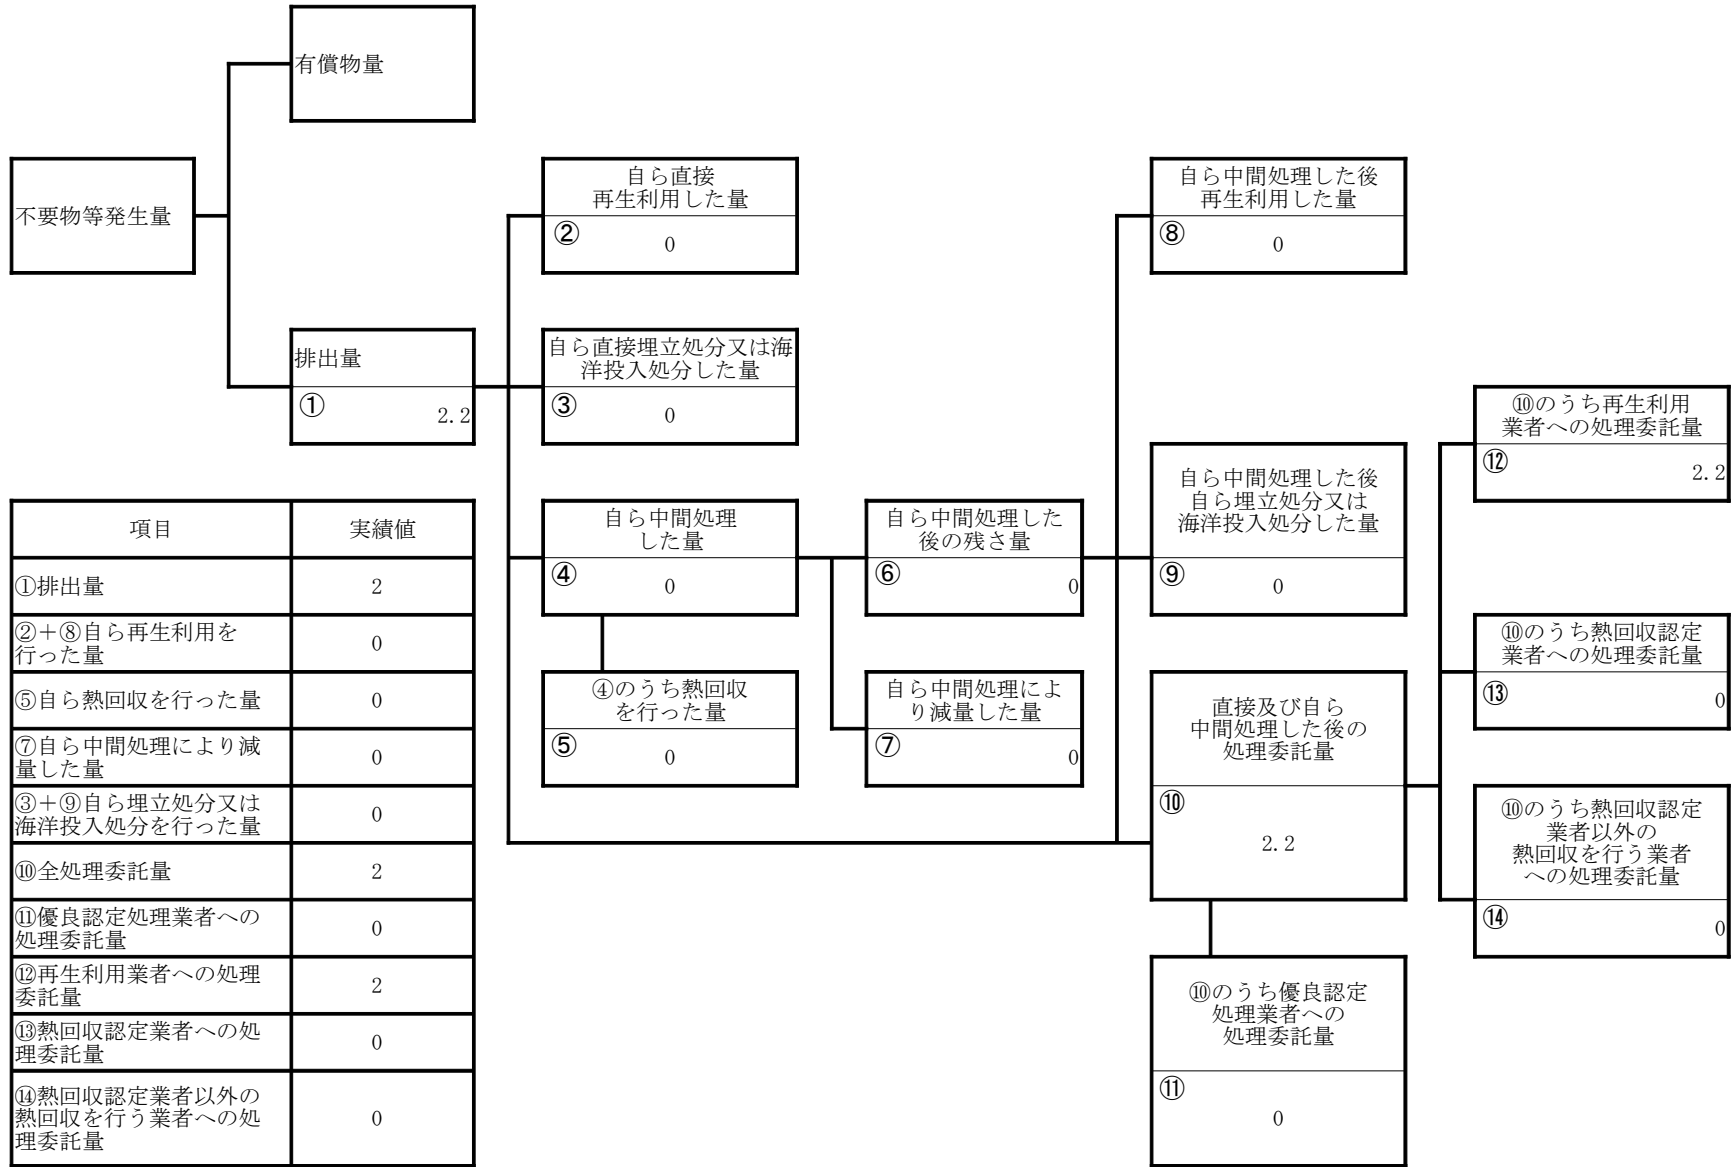 有償物量
不要物等発生量
自ら直接
再生利用した量
②
0
自ら中間処理した後
再生利用した量
⑧
0
排出量
①
2.2
自ら直接埋立処分又は海
洋投入処分した量
③
0
⑩のうち再生利用
業者への処理委託量
⑫
2.2
自ら中間処理
した量
④
0
自ら中間処理した
後の残さ量
⑥
0
自ら中間処理した後
自ら埋立処分又は
海洋投入処分した量
⑨
0
④のうち熱回収
を行った量
⑤
0
自ら中間処理によ
り減量した量
⑦
0
直接及び自ら
中間処理した後の
処理委託量
⑩
2.2
⑩のうち熱回収認定
業者への処理委託量
⑬
0
⑩のうち熱回収認定
業者以外の
熱回収を行う業者
への処理委託量
⑭
0
⑩のうち優良認定
処理業者への
処理委託量
⑪
0
項目 実績値
①排出量 2
②＋⑧自ら再生利用を
行った量 0
⑤自ら熱回収を行った量 0
⑦自ら中間処理により減
量した量 0
③＋⑨自ら埋立処分又は
海洋投入処分を行った量 0
⑩全処理委託量 2
⑪優良認定処理業者への
処理委託量 0
⑫再生利用業者への処理
委託量 2
⑬熱回収認定業者への処
理委託量 0
⑭熱回収認定業者以外の
熱回収を行う業者への処
理委託量 0